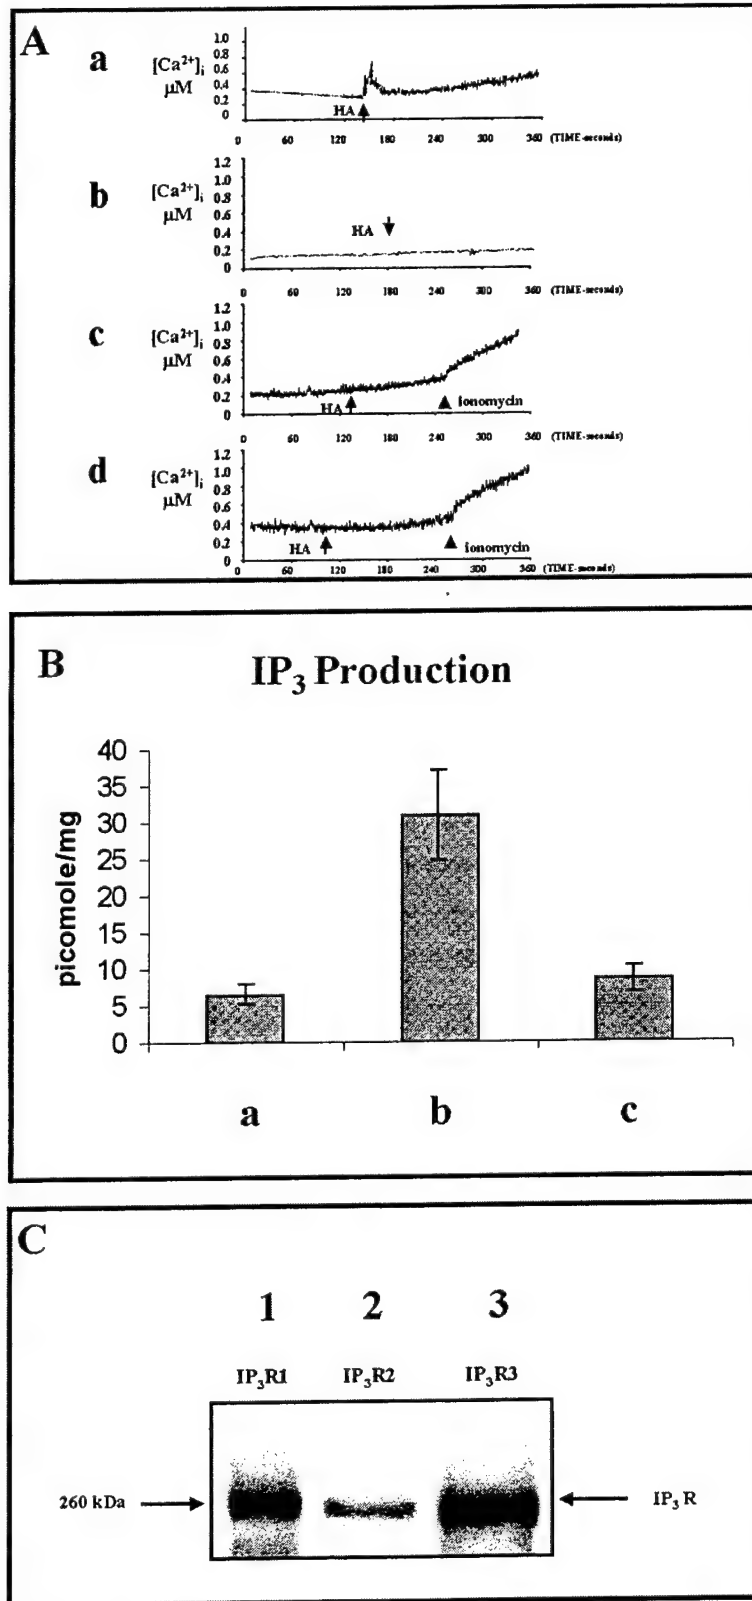 A
a
[Ca²⁺]ᵢ
µM
1.0
0.8
0.6
0.4
0.2
0
HA
0 60 120 180 240 300 360 (TIME-seconds)
b
[Ca²⁺]ᵢ
µM
1.2
1.0
0.8
0.6
0.4
0.2
0
HA
60 120 180 240 300 360 (TIME-seconds)
c
[Ca²⁺]ᵢ
µM
1.2
1.0
0.8
0.6
0.4
0.2
0
HA
ionomycin
0 60 120 180 240 300 360 (TIME-seconds)
d
[Ca²⁺]ᵢ
µM
1.2
1.0
0.8
0.6
0.4
0.2
0
HA
ionomycin
0 60 120 180 240 300 360 (TIME-seconds)
B
IP₃ Production
picomole/mg
40
35
30
25
20
15
10
5
0
a b c
C
1 2 3
IP₃R1 IP₃R2 IP₃R3
260 kDa
IP₃R